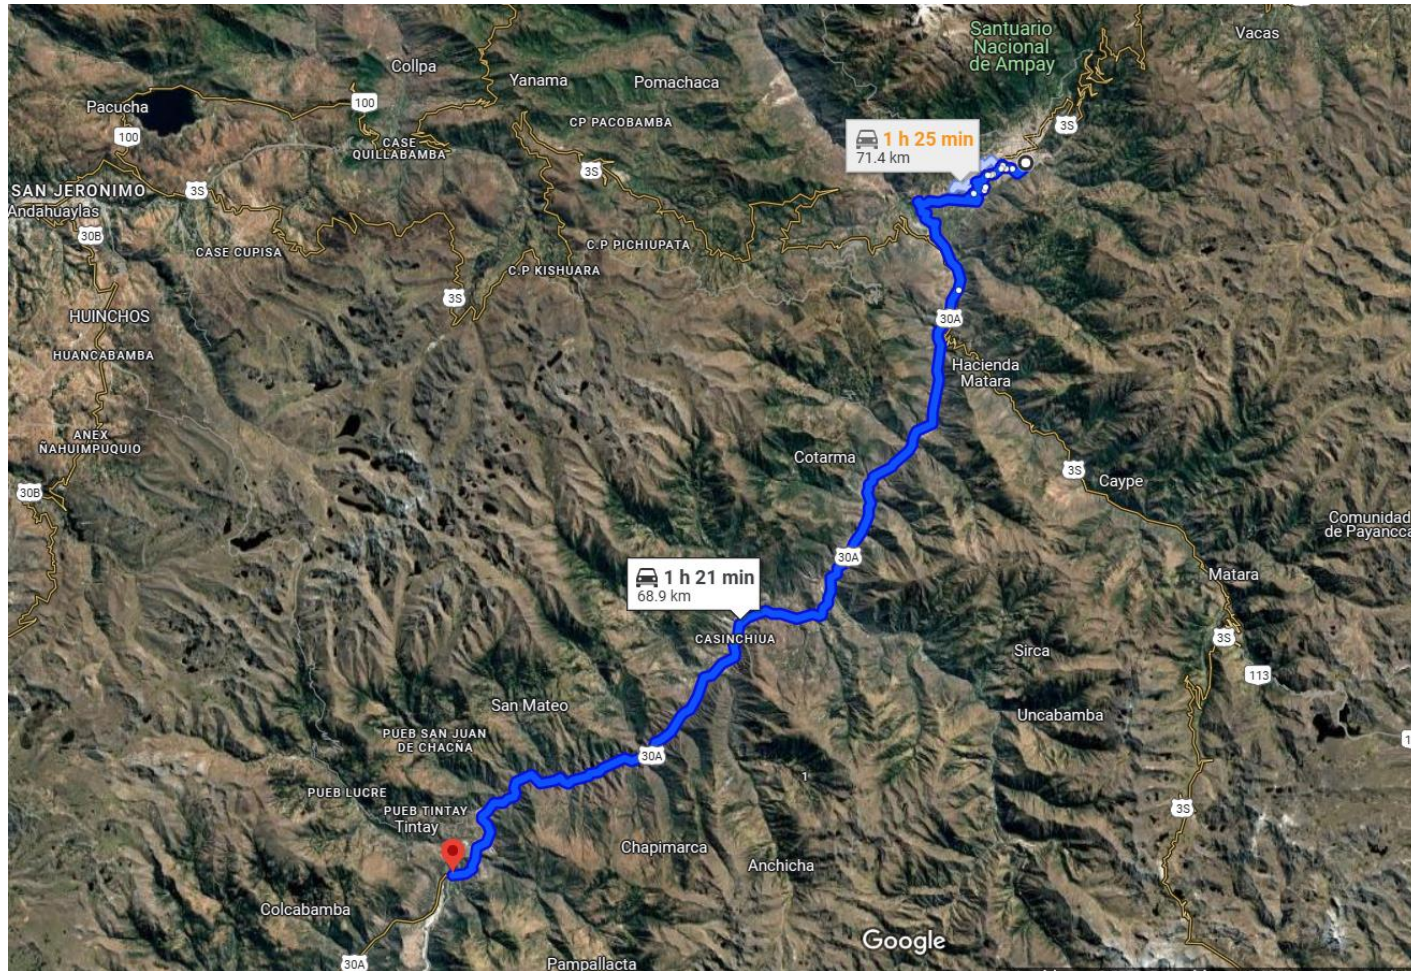 Santuario
Nacional
de Ampay
Vacas
Collpa
Yanama
Pomachaca
Pacucha
100
100
CP PACOBAMBA
3S
CASE
QUILLABAMBA
1 h 25 min
71.4 km
3S
SAN JERONIMO
3S
Andahuaylas
30B
CASE CUPISA
C.P PICHIUPATA
C.P KISHUARA
3S
HUINCHOS
30A
HUANCABAMBA
Hacienda
Matara
ANEX
ÑAHUIMPUQUIO
Cotarma
3S
Caype
30B
Comunidad
de Payancca
30A
1 h 21 min
68.9 km
Matara
CASINCHIUA
3S
Sirca
113
San Mateo
Uncabamba
PUEB SAN JUAN
DE CHACÑA
1
30A
1
PUEB LUCRE
PUEB TINTAY
Tintay
3S
Chapimarca
Anchicha
Colcabamba
Google
30A
Pampallacta